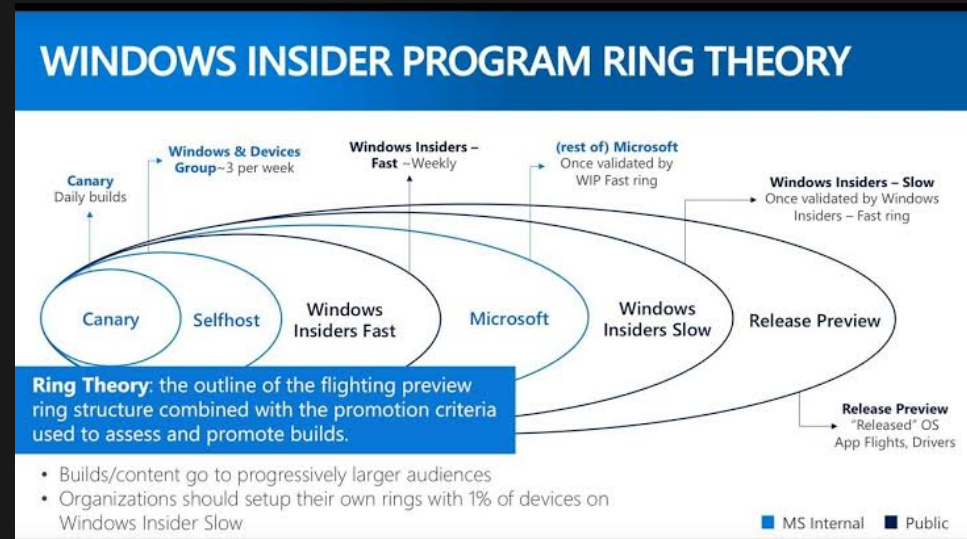 WINDOWS INSIDER PROGRAM RING THEORY
Canary
Daily builds
Windows & Devices
Group~3 per week
Windows Insiders –
Fast ~Weekly
(rest of) Microsoft
Once validated by
WIP Fast ring
Windows Insiders – Slow
Once validated by Windows
Insiders – Fast ring
Canary
Selfhost
Windows
Insiders Fast
Microsoft
Windows
Insiders Slow
Release Preview
Ring Theory: the outline of the flighting preview
ring structure combined with the promotion criteria
used to assess and promote builds.
Release Preview
"Released" OS
App Flights, Drivers
• Builds/content go to progressively larger audiences
• Organizations should setup their own rings with 1% of devices on
Windows Insider Slow
MS Internal
Public